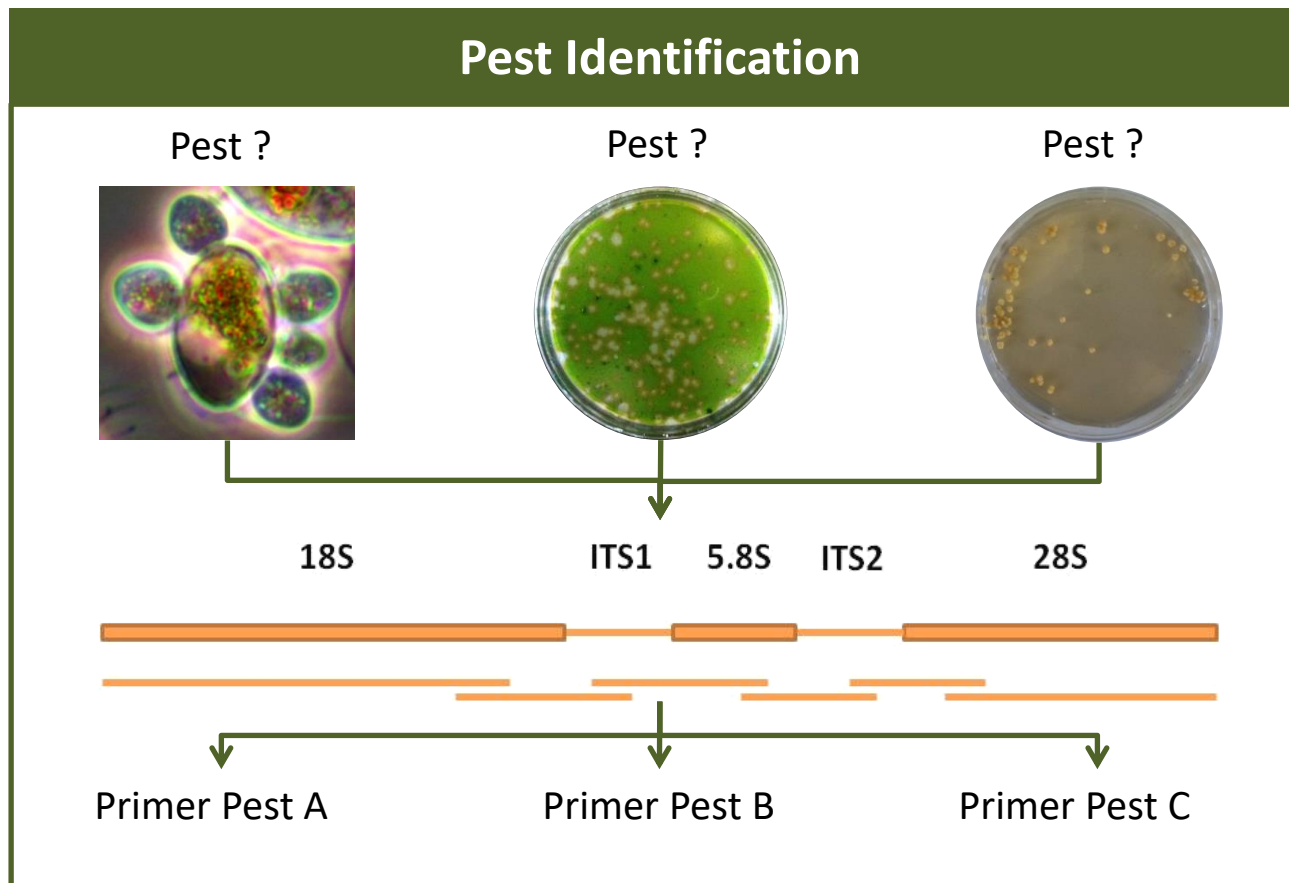 Pest Identification
Pest ?
Pest ?
Pest ?
18S
ITS1
5.8S
ITS2
28S
Primer Pest A
Primer Pest B
Primer Pest C